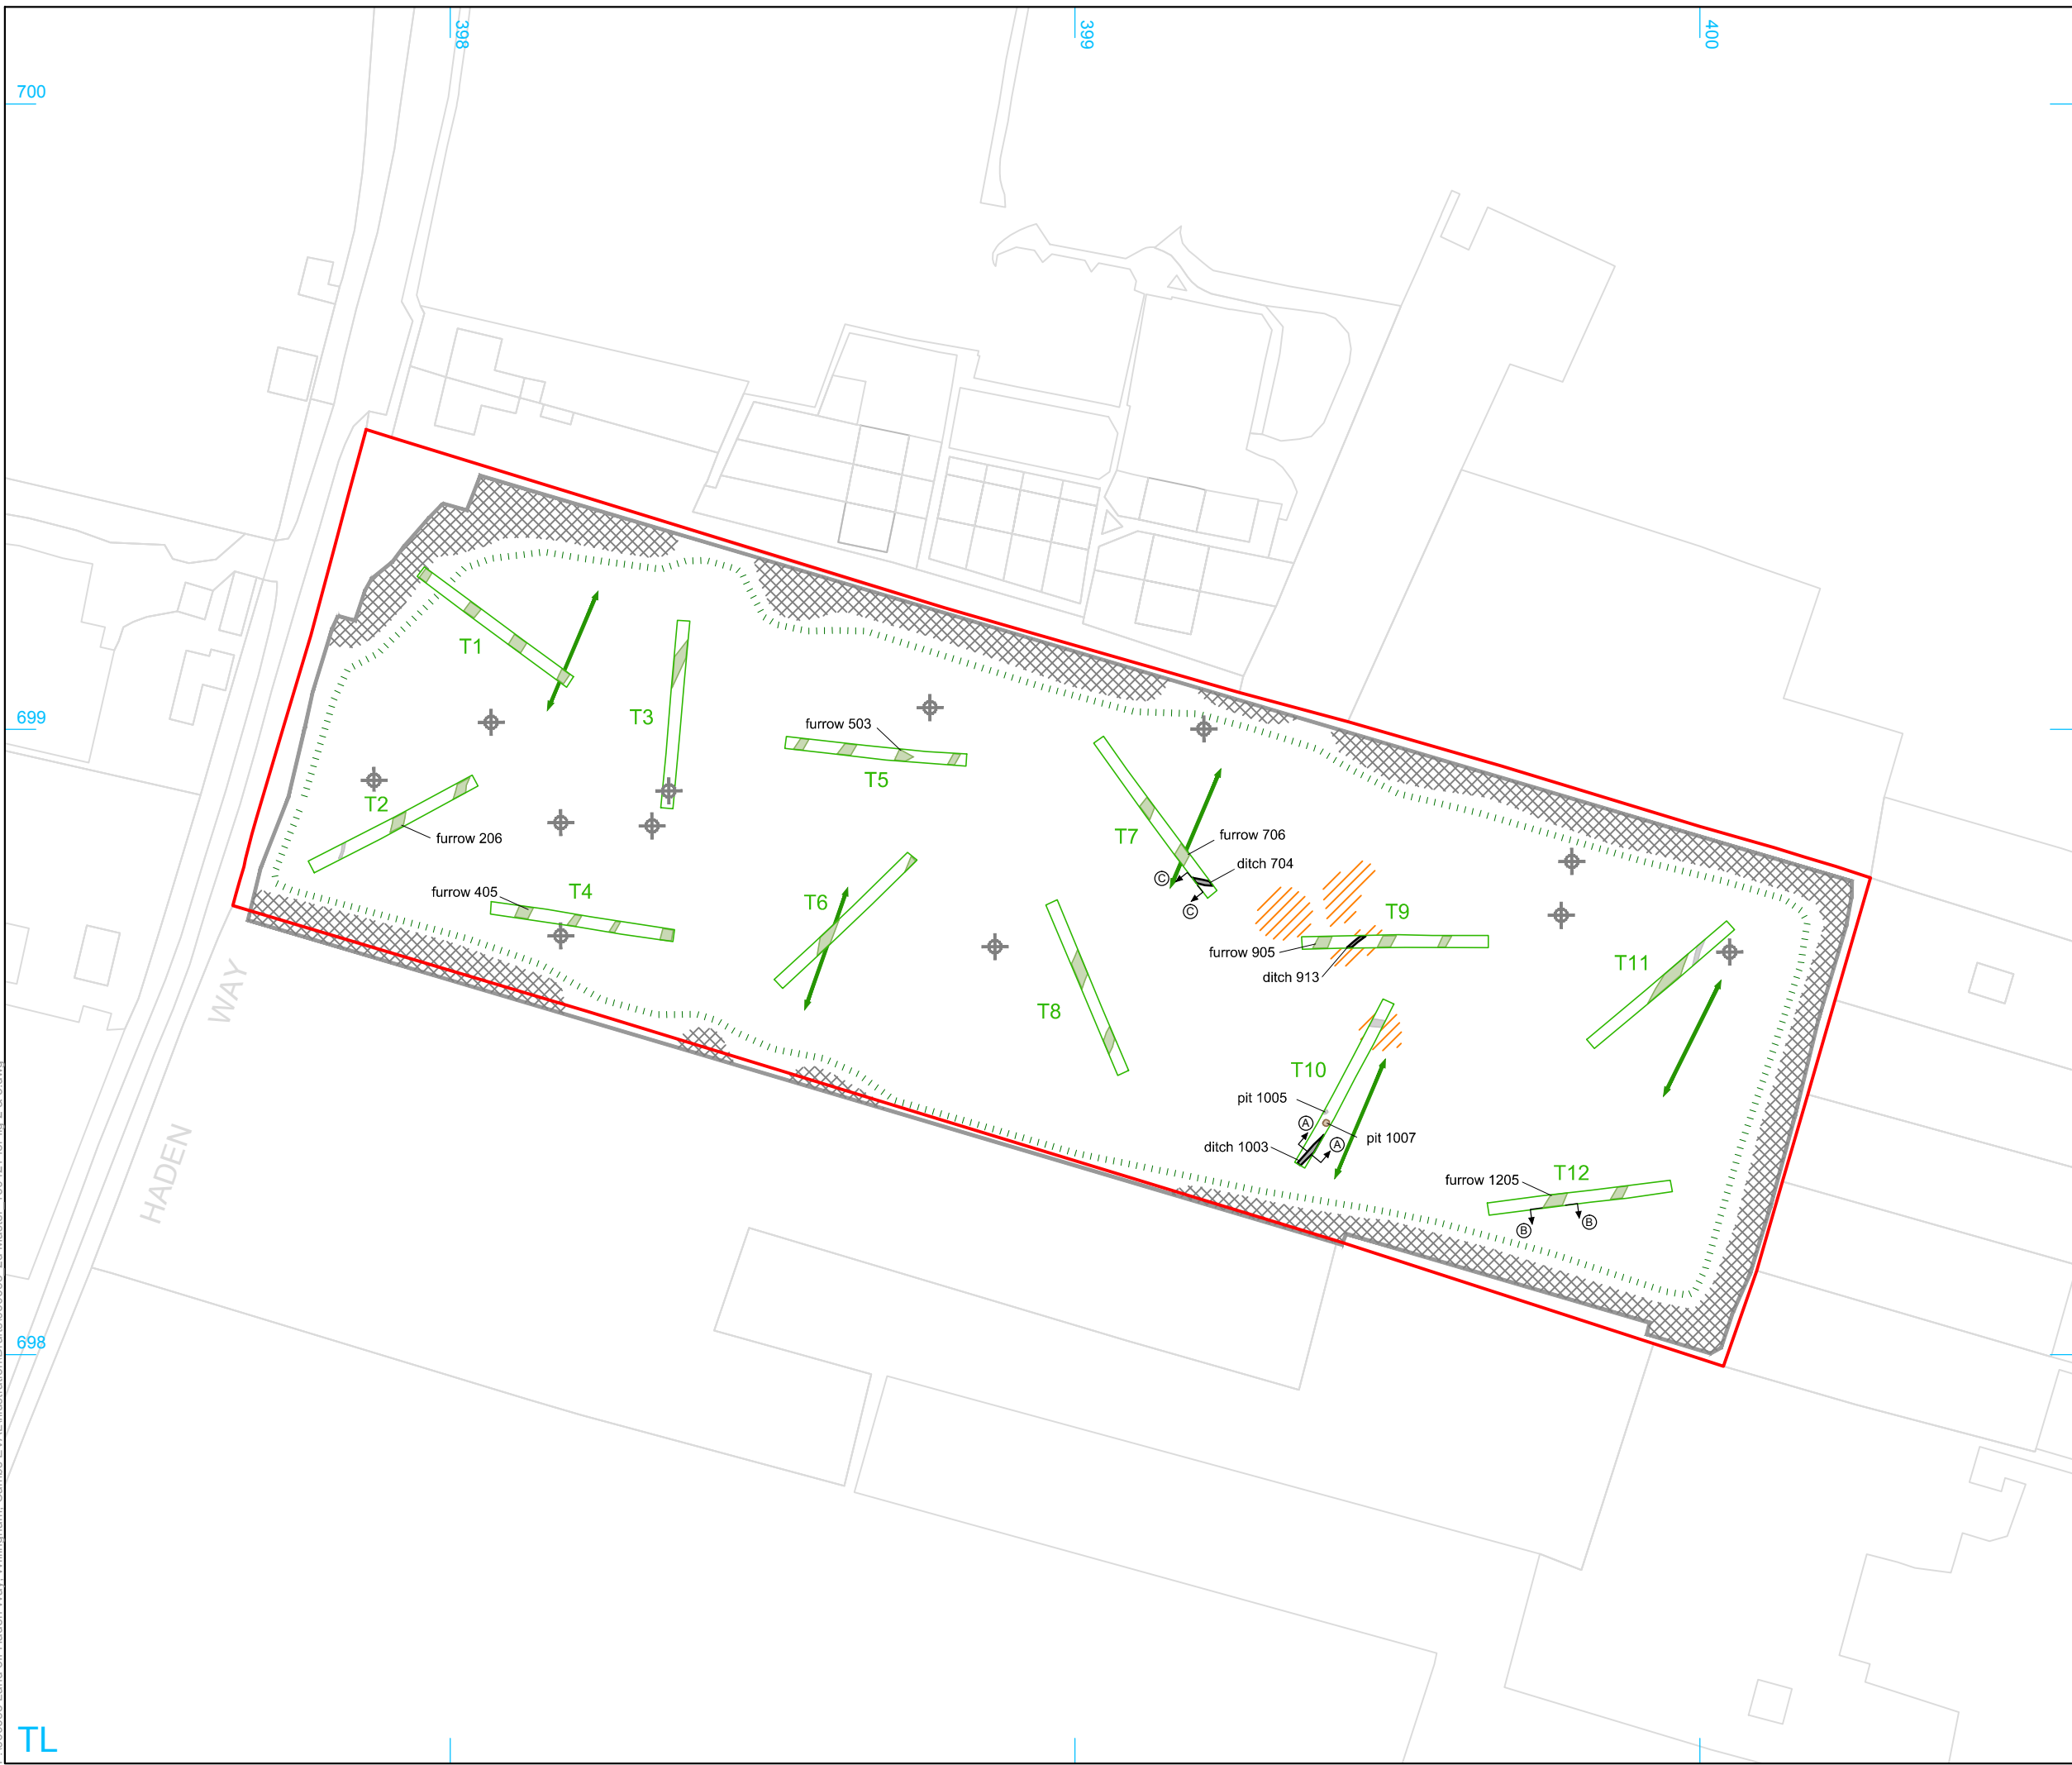 398
399
400
700
699
698
T1
T2
furrow 206
T3
furrow 405
T4
furrow 503
T5
T6
T7
furrow 706
ditch 704
C
C
T8
T9
furrow 905
ditch 913
T10
pit 1005
A
A
ditch 1003
pit 1007
T11
furrow 1205
T12
B
B
HADEN WAY
TL